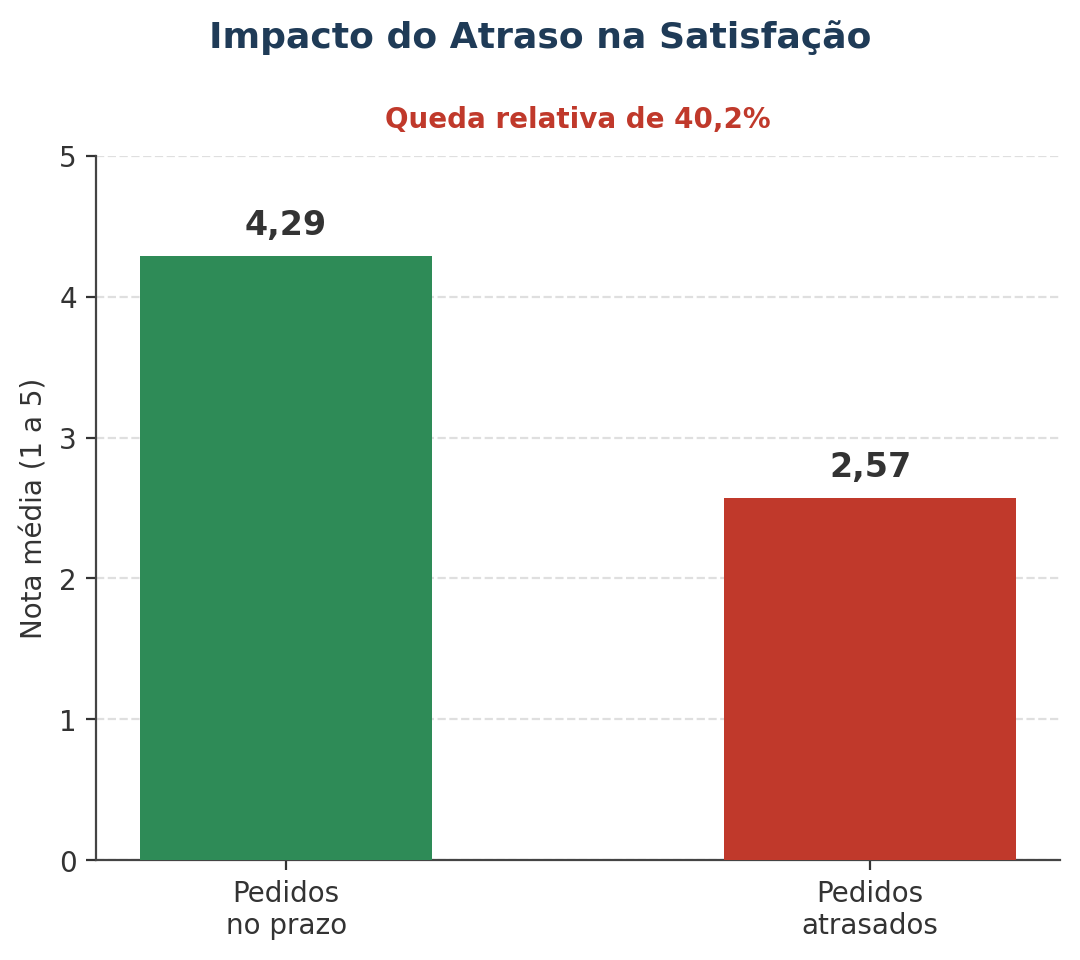 Impacto do Atraso na Satisfação
Queda relativa de 40,2%
Nota média (1 a 5)
5
4
3
2
1
0
4,29
2,57
Pedidos
no prazo
Pedidos
atrasados